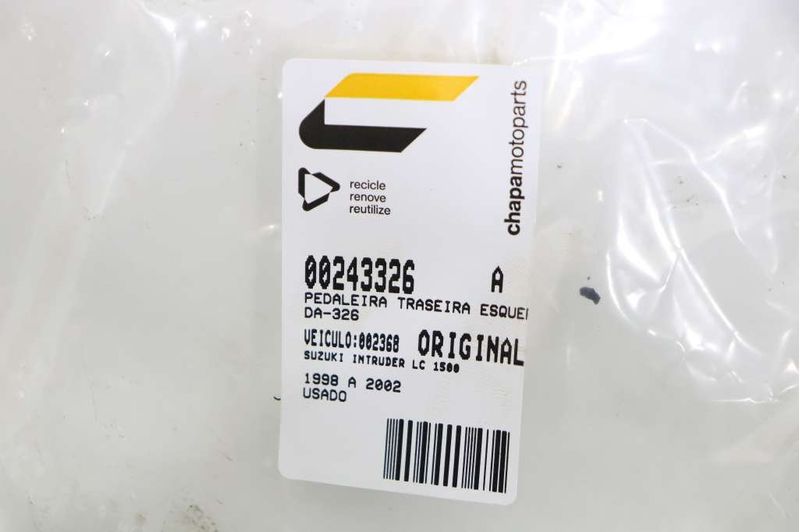 chapamotoparts
recicle
renove
reutilize
00243326 A
PEDALEIRA TRASEIRA
DA-326
VEICULO:002368 ORIGINAL
SUZUKI INTRUDER LC 1500
1998 A 2002
USADO